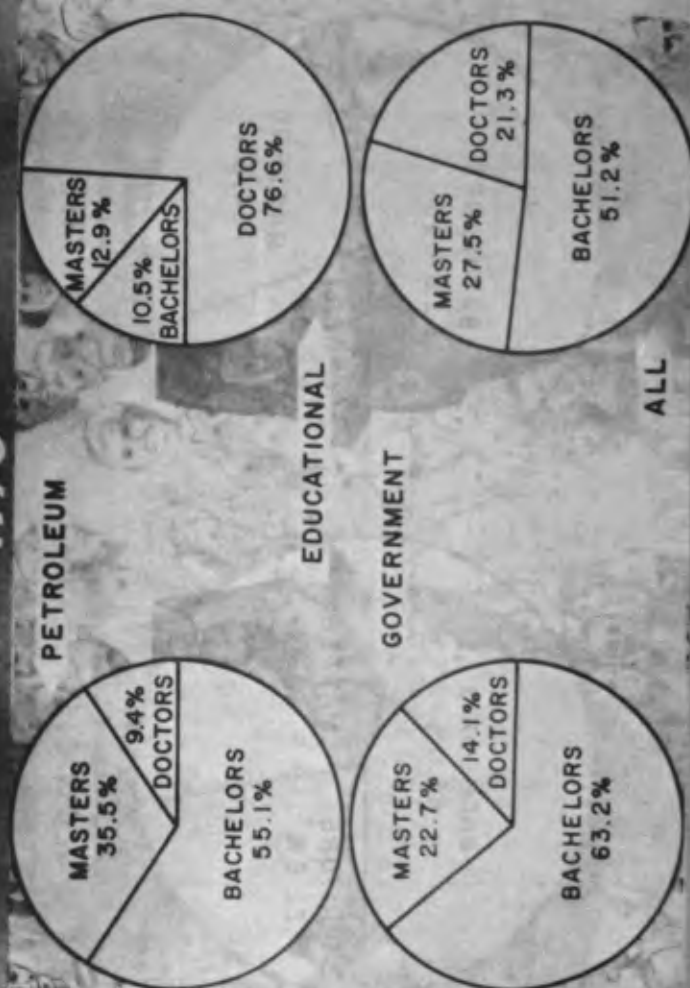 PETROLEUM
MASTERS
35.5%
9.4%
DOCTORS
BACHELORS
55.1%
MASTERS
12.9%
10.5%
BACHELORS
DOCTORS
76.6%
EDUCATIONAL
GOVERNMENT
MASTERS
22.7%
14.1%
DOCTORS
BACHELORS
63.2%
MASTERS
27.5%
DOCTORS
21.3%
BACHELORS
51.2%
ALL